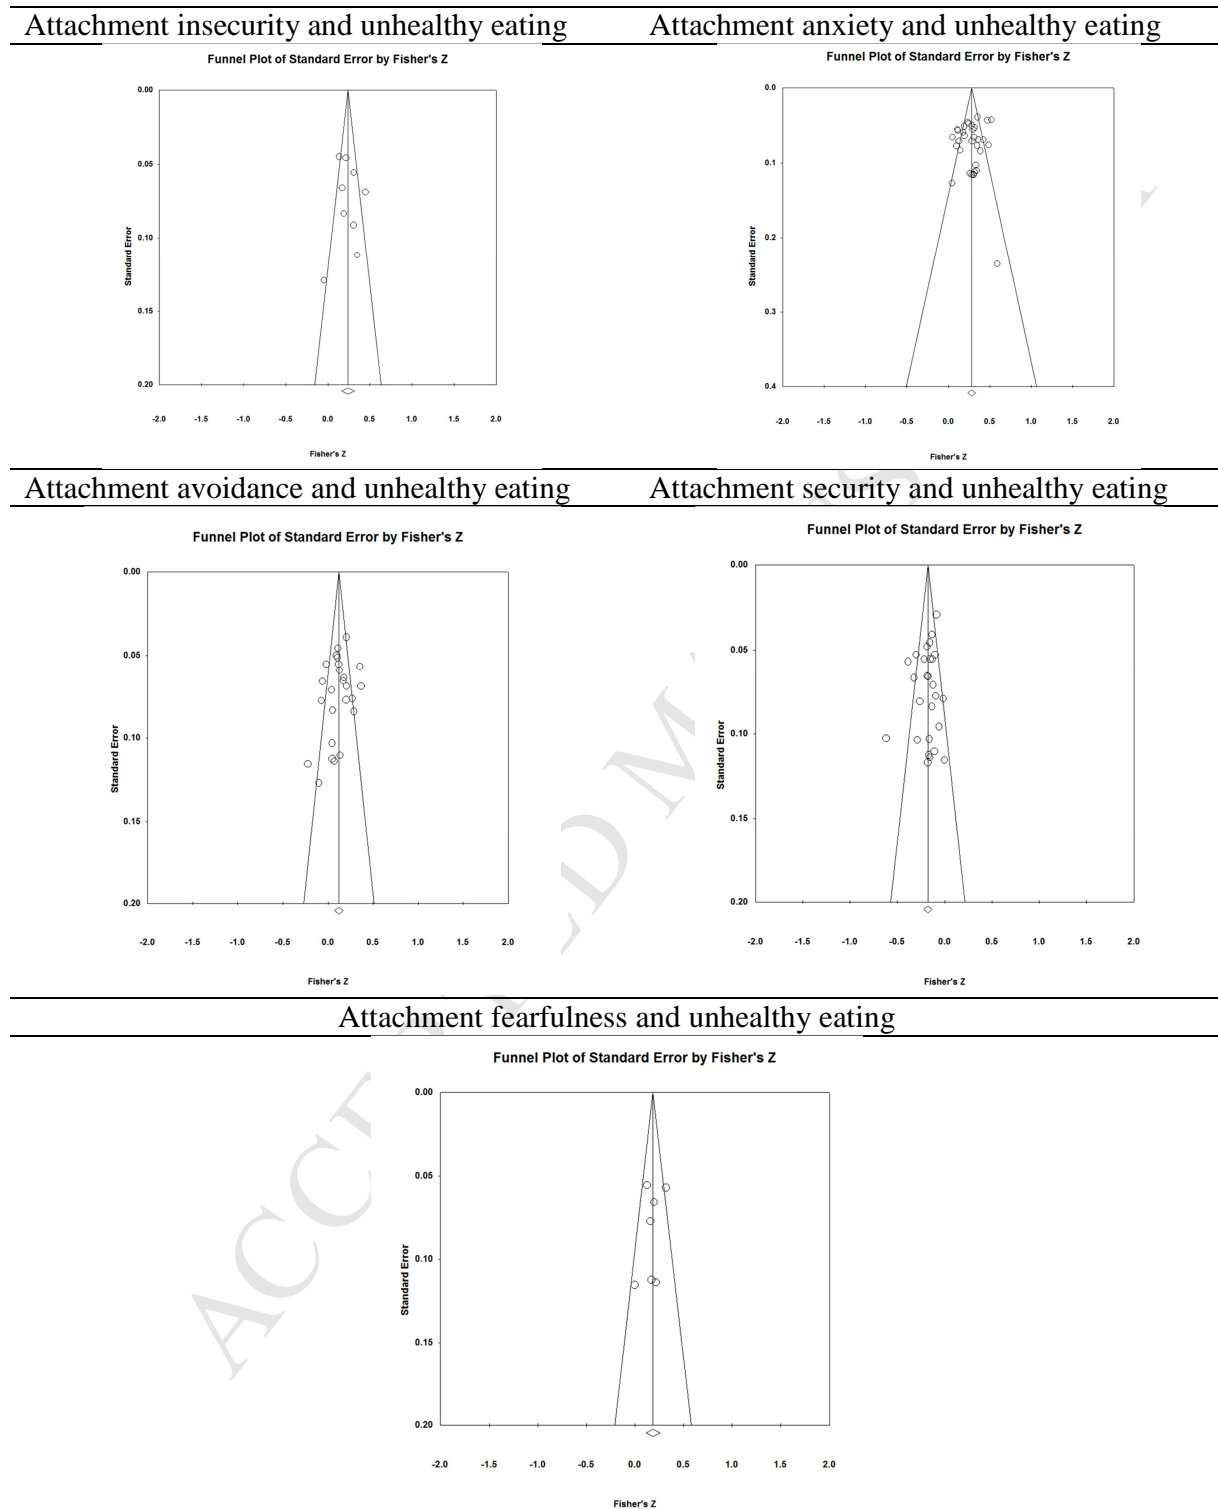 Attachment insecurity and unhealthy eating
Attachment anxiety and unhealthy eating
Funnel Plot of Standard Error by Fisher's Z
0.00
0.05
0.10
0.15
0.20
Standard Error
-2.0 -1.5 -1.0 -0.5 0.0 0.5 1.0 1.5 2.0
Fisher's Z
Funnel Plot of Standard Error by Fisher's Z
0.0
0.1
0.2
0.3
0.4
Standard Error
-2.0 -1.5 -1.0 -0.5 0.0 0.5 1.0 1.5 2.0
Fisher's Z
Attachment avoidance and unhealthy eating
Attachment security and unhealthy eating
Funnel Plot of Standard Error by Fisher's Z
0.00
0.05
0.10
0.15
0.20
Standard Error
-2.0 -1.5 -1.0 -0.5 0.0 0.5 1.0 1.5 2.0
Fisher's Z
Funnel Plot of Standard Error by Fisher's Z
0.00
0.05
0.10
0.15
0.20
Standard Error
-2.0 -1.5 -1.0 -0.5 0.0 0.5 1.0 1.5 2.0
Fisher's Z
Attachment fearfulness and unhealthy eating
Funnel Plot of Standard Error by Fisher's Z
0.00
0.05
0.10
0.15
0.20
Standard Error
-2.0 -1.5 -1.0 -0.5 0.0 0.5 1.0 1.5 2.0
Fisher's Z